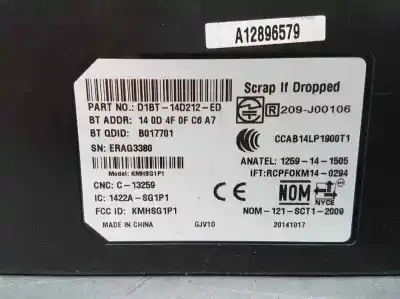 A12896579
Scrap If Dropped
PART NO.: D1BT-14D212-ED
R 209-J00106
BT ADDR: 14 0D 4F 0F C6 A7
BT QDID: B017701
CCAB14LP1900T1
SN: ERAG3380
Model: KMHSG1P1
ANATEL: 1259-14-1505
IFT:RCPFOKM14-0294
CNC: C-13259
IC: 1422A-SG1P1
NOM
NYCE
FCC ID: KMHSG1P1
NOM-121-SCT1-2009
MADE IN CHINA
GJV1D
20141017